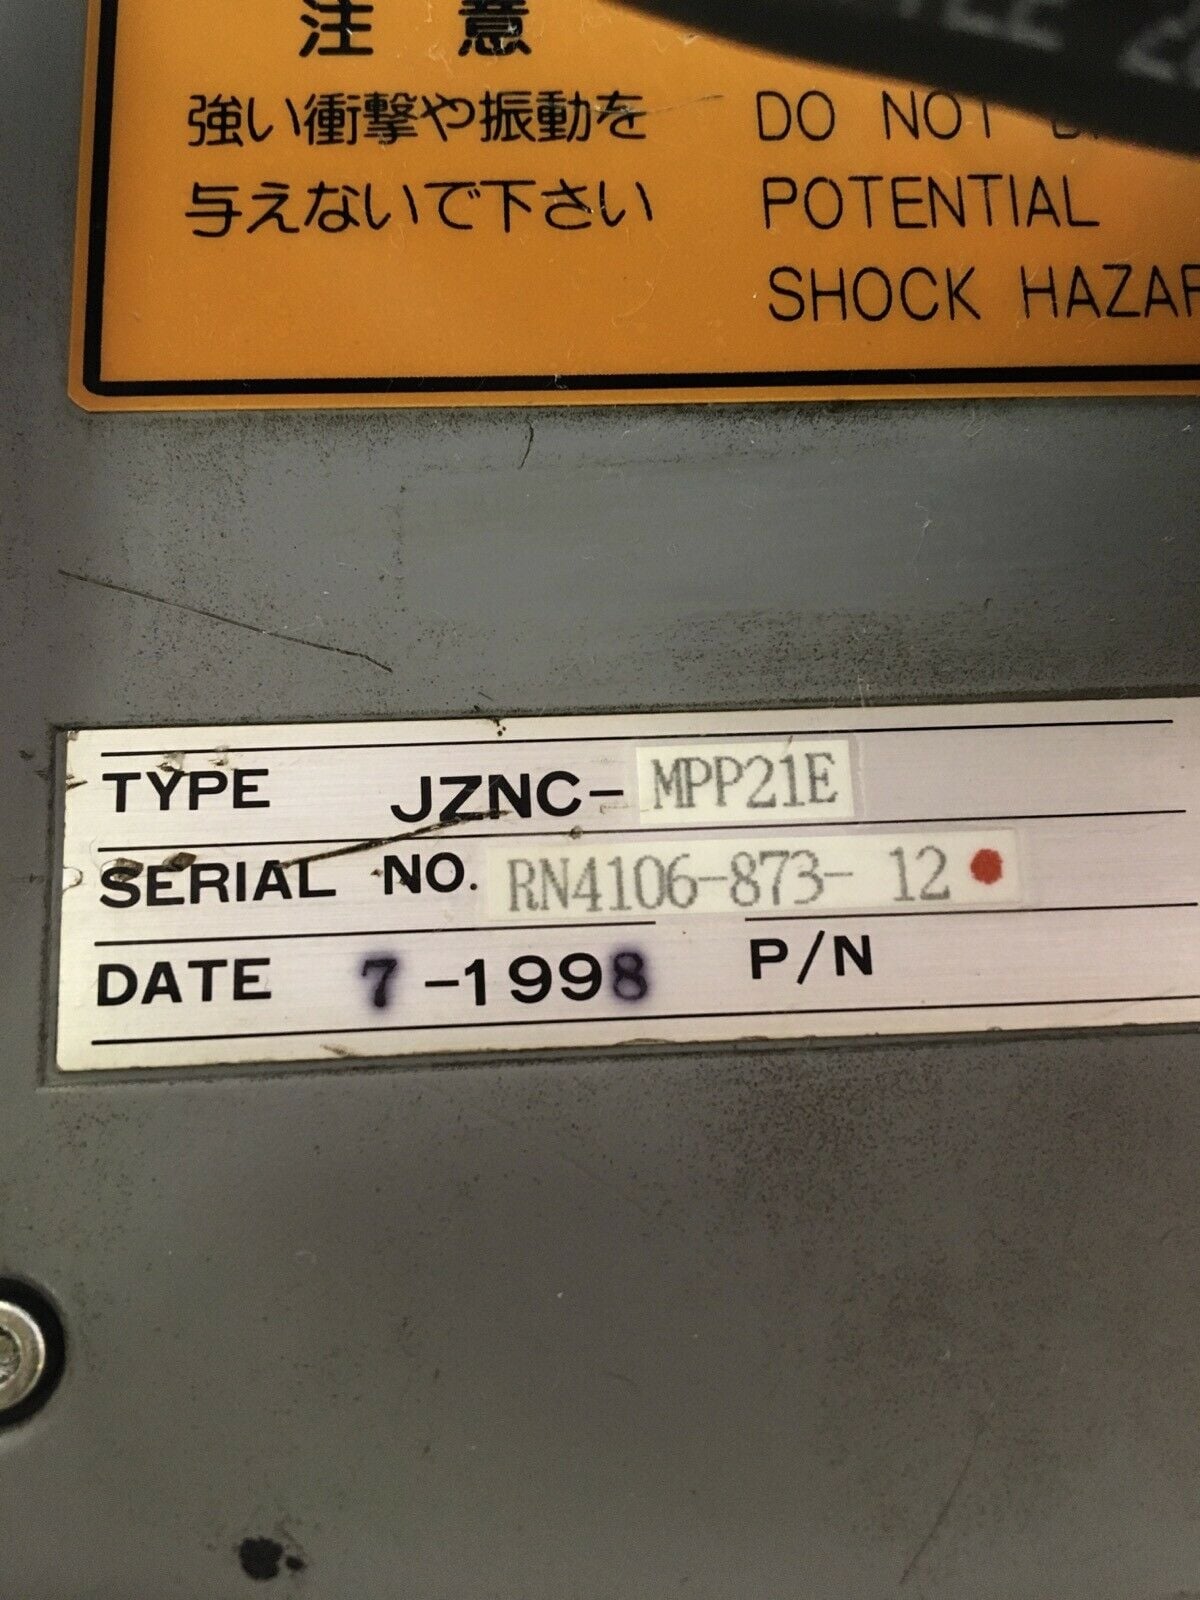 注意
強い衝撃や振動を
与えないで下さい
DO NOT
POTENTIAL
SHOCK HAZAR
TYPE JZNC-MPP21E
SERIAL NO. RN4106-873- 12
DATE 7-1998 P/N